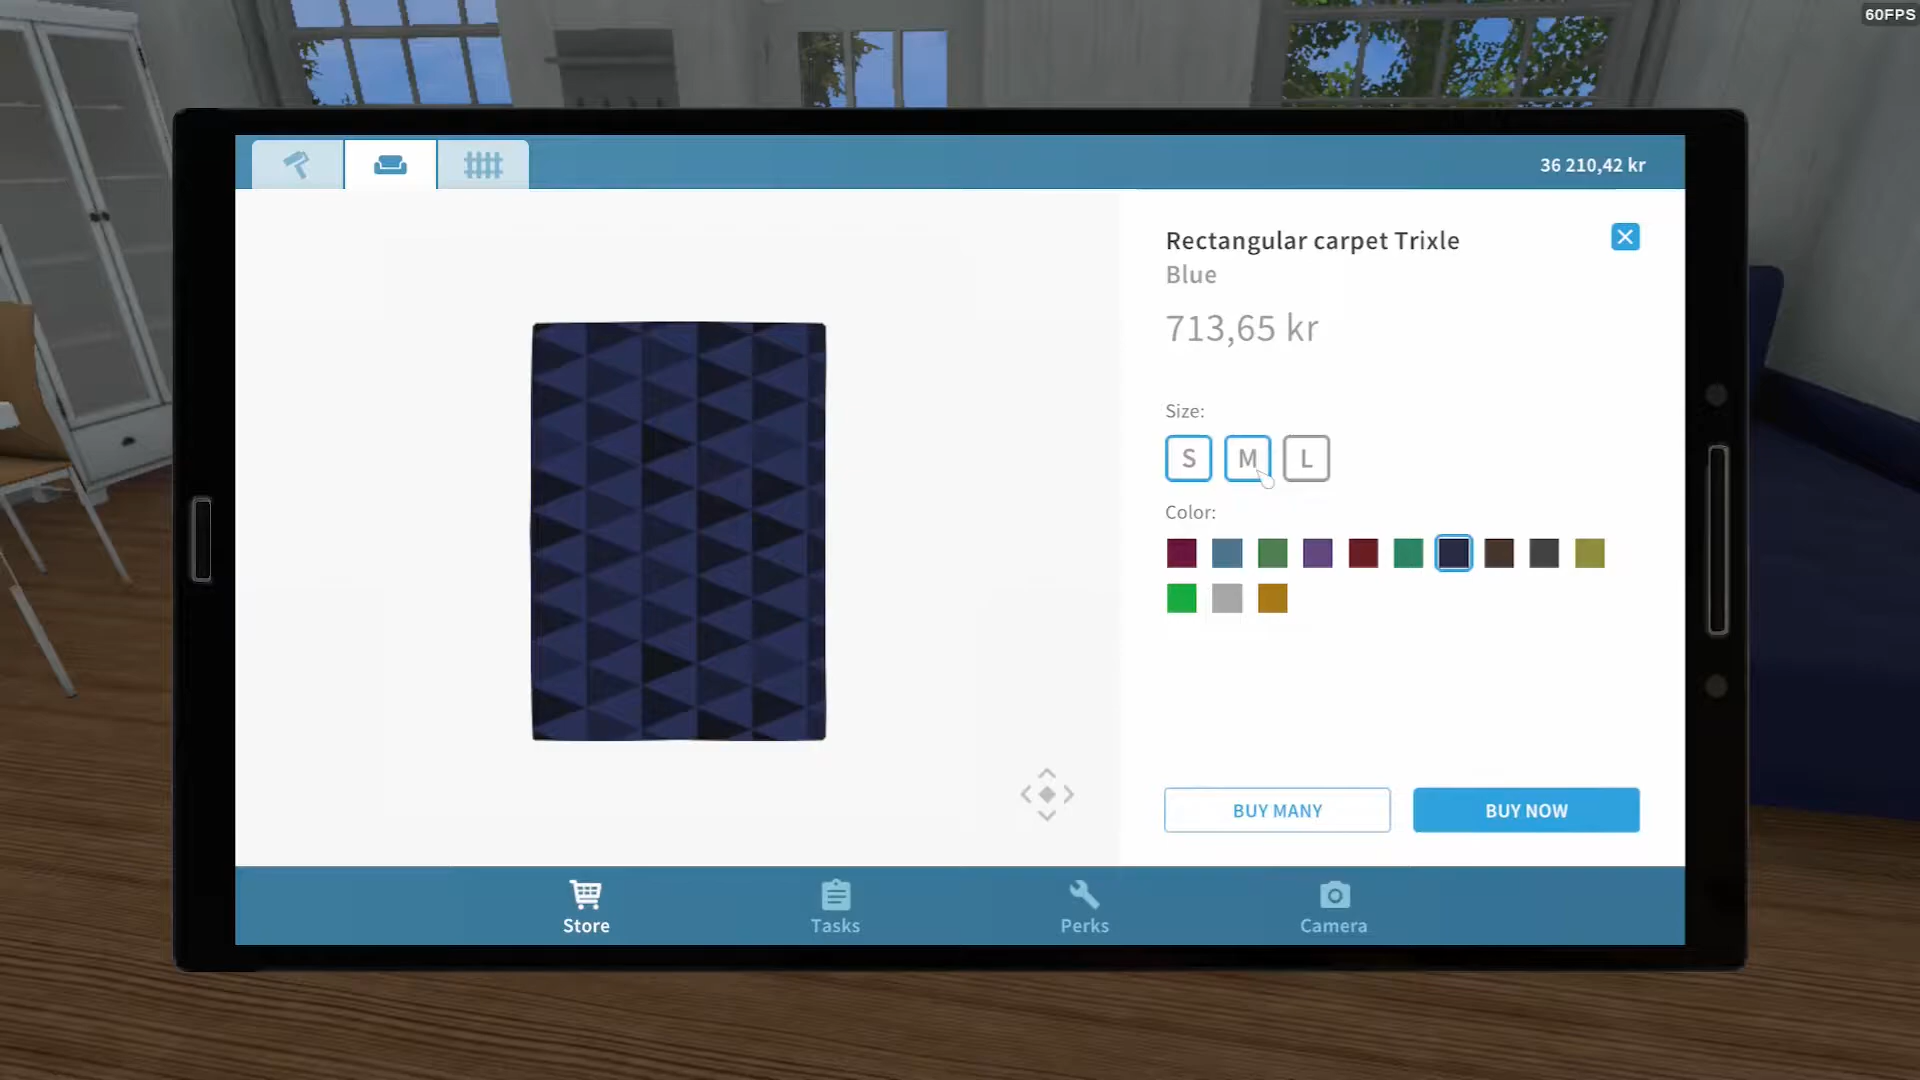 60FPS
36 210,42 kr
Rectangular carpet Trixle
Blue
713,65 kr
Size:
S M L
Color:
BUY MANY BUY NOW
Store Tasks Perks Camera